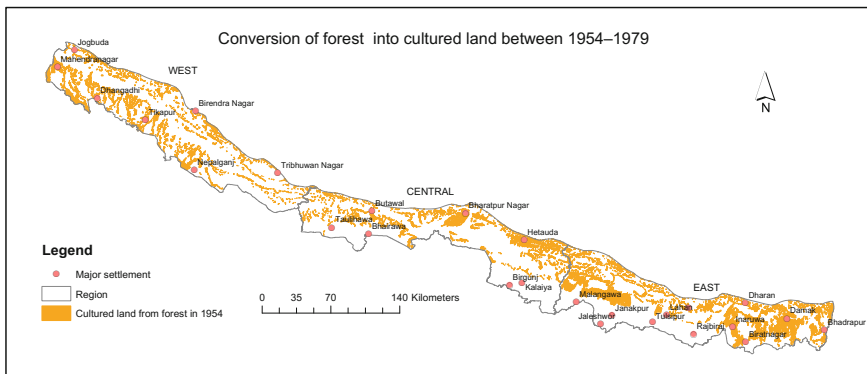 Conversion of forest into cultured land between 1954–1979
Jogbuda
Mahendranagar
WEST
Dhangadhi
Birendra Nagar
Tikapur
N
Nepalganj
Tribhuwan Nagar
CENTRAL
Butawal
Bharatpur Nagar
Taulihawa
Bhairawa
Hetauda
Legend
Major settlement
Region
Cultured land from forest in 1954
0 35 70 140 Kilometers
Birgunj
Kalaiya
EAST
Malangawa
Dharan
Janakpur
Lahan
Jaleshwor
Tulsipur
Damak
Inaruwa
Rajbiraj
Bhadrapur
Biratnagar